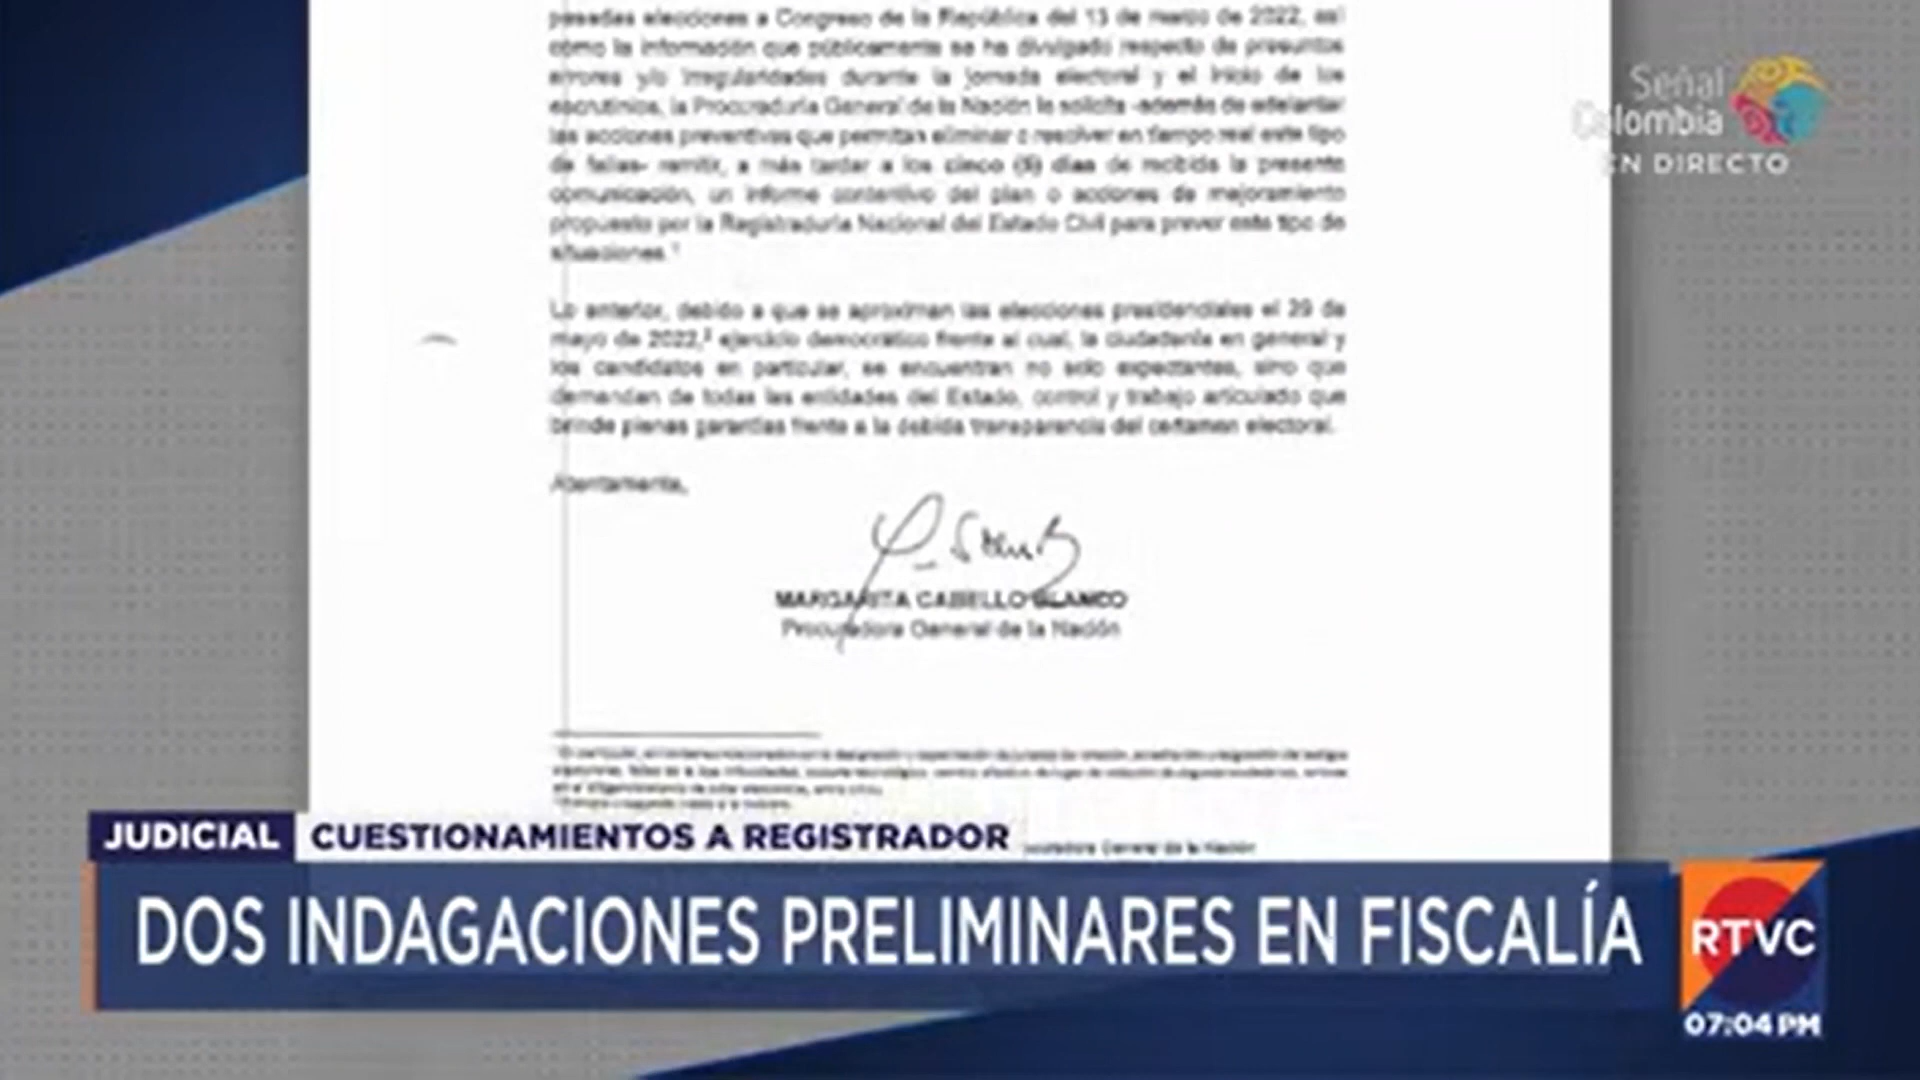 pasadas elecciones a Congreso de la República del 13 de marzo de 2022, así
como la información que públicamente se ha divulgado respecto de presuntos
errores y/o irregularidades durante la jornada electoral y el inicio de los
escrutinios, la Procuraduría General de la Nación le solicita -además de adelantar
las acciones preventivas que permitan eliminar o resolver en tiempo real este tipo
de fallas- remitir, a más tardar a los cinco (5) días de recibida la presente
comunicación, un informe contentivo del plan o acciones de mejoramiento
propuesto por la Registraduría Nacional del Estado Civil para prever este tipo de
situaciones.¹
Lo anterior, debido a que se aproximan las elecciones presidenciales el 29 de
mayo de 2022,² ejercicio democrático frente al cual, la ciudadanía en general y
los candidatos en particular, se encuentran no solo expectantes, sino que
demandan de todas las entidades del Estado, control y trabajo articulado que
brinde plenas garantías frente a la debida transparencia del certamen electoral.
Atentamente,
MARGARITA CABELLO BLANCO
Procuradora General de la Nación
General de la Nación
Señal
Colombia
EN DIRECTO
JUDICIAL CUESTIONAMIENTOS A REGISTRADOR
DOS INDAGACIONES PRELIMINARES EN FISCALÍA
RTVC
07:04 PM